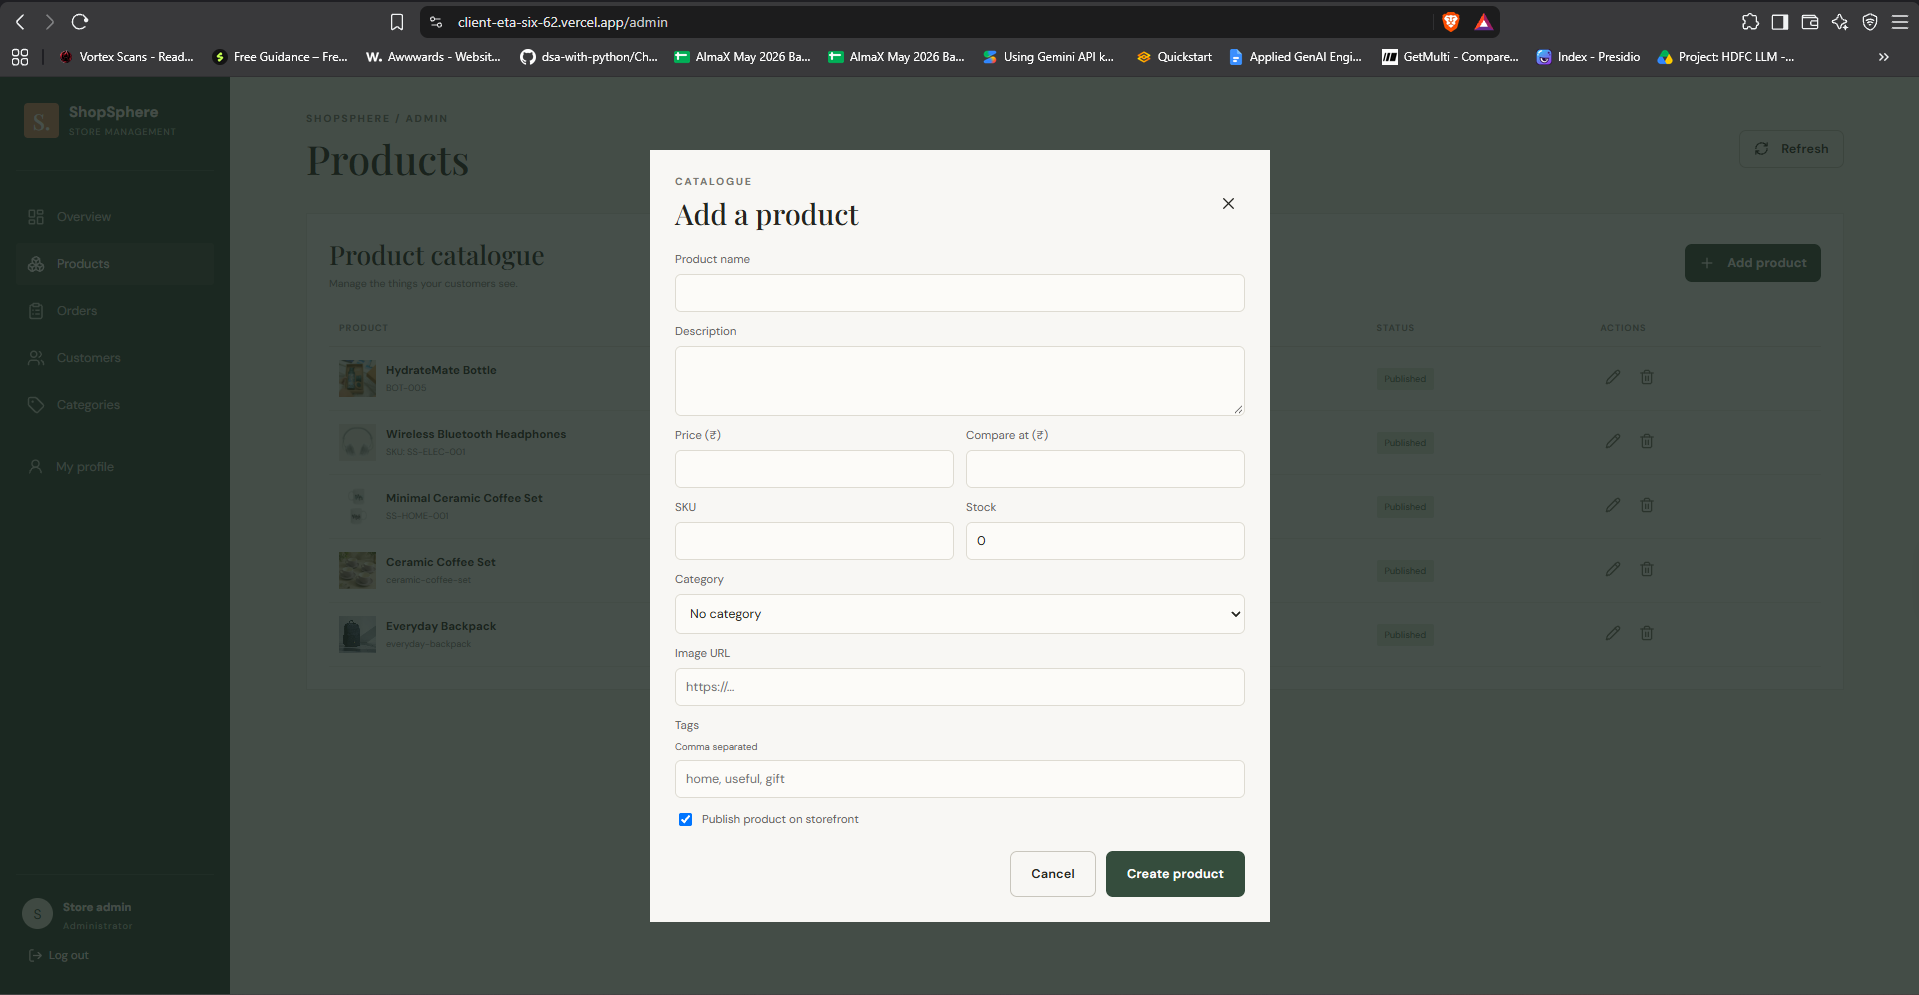 client-eta-six-62.vercel.app/admin
Vortex Scans - Read...
Free Guidance – Fre...
W. Awwwards - Websit...
dsa-with-python/Ch...
AlmaX May 2026 Ba...
AlmaX May 2026 Ba...
Using Gemini API k...
Quickstart
Applied GenAI Engi...
GetMulti - Compare...
Index - Presidio
Project: HDFC LLM -...
S.
ShopSphere
STORE MANAGEMENT
Overview
Products
Orders
Customers
Categories
My profile
S
Store admin
Administrator
Log out
SHOPSPHERE / ADMIN
Products
Refresh
Product catalogue
Manage the things your customers see.
Add product
PRODUCT
STATUS
ACTIONS
HydrateMate Bottle
BOT-005
Published
Wireless Bluetooth Headphones
SKU: SS-ELEC-001
Published
Minimal Ceramic Coffee Set
SS-HOME-001
Published
Ceramic Coffee Set
ceramic-coffee-set
Published
Everyday Backpack
everyday-backpack
Published
CATALOGUE
Add a product
Product name
Description
Price (₹)
Compare at (₹)
SKU
Stock
0
Category
No category
Image URL
https://...
Tags
Comma separated
home, useful, gift
Publish product on storefront
Cancel
Create product